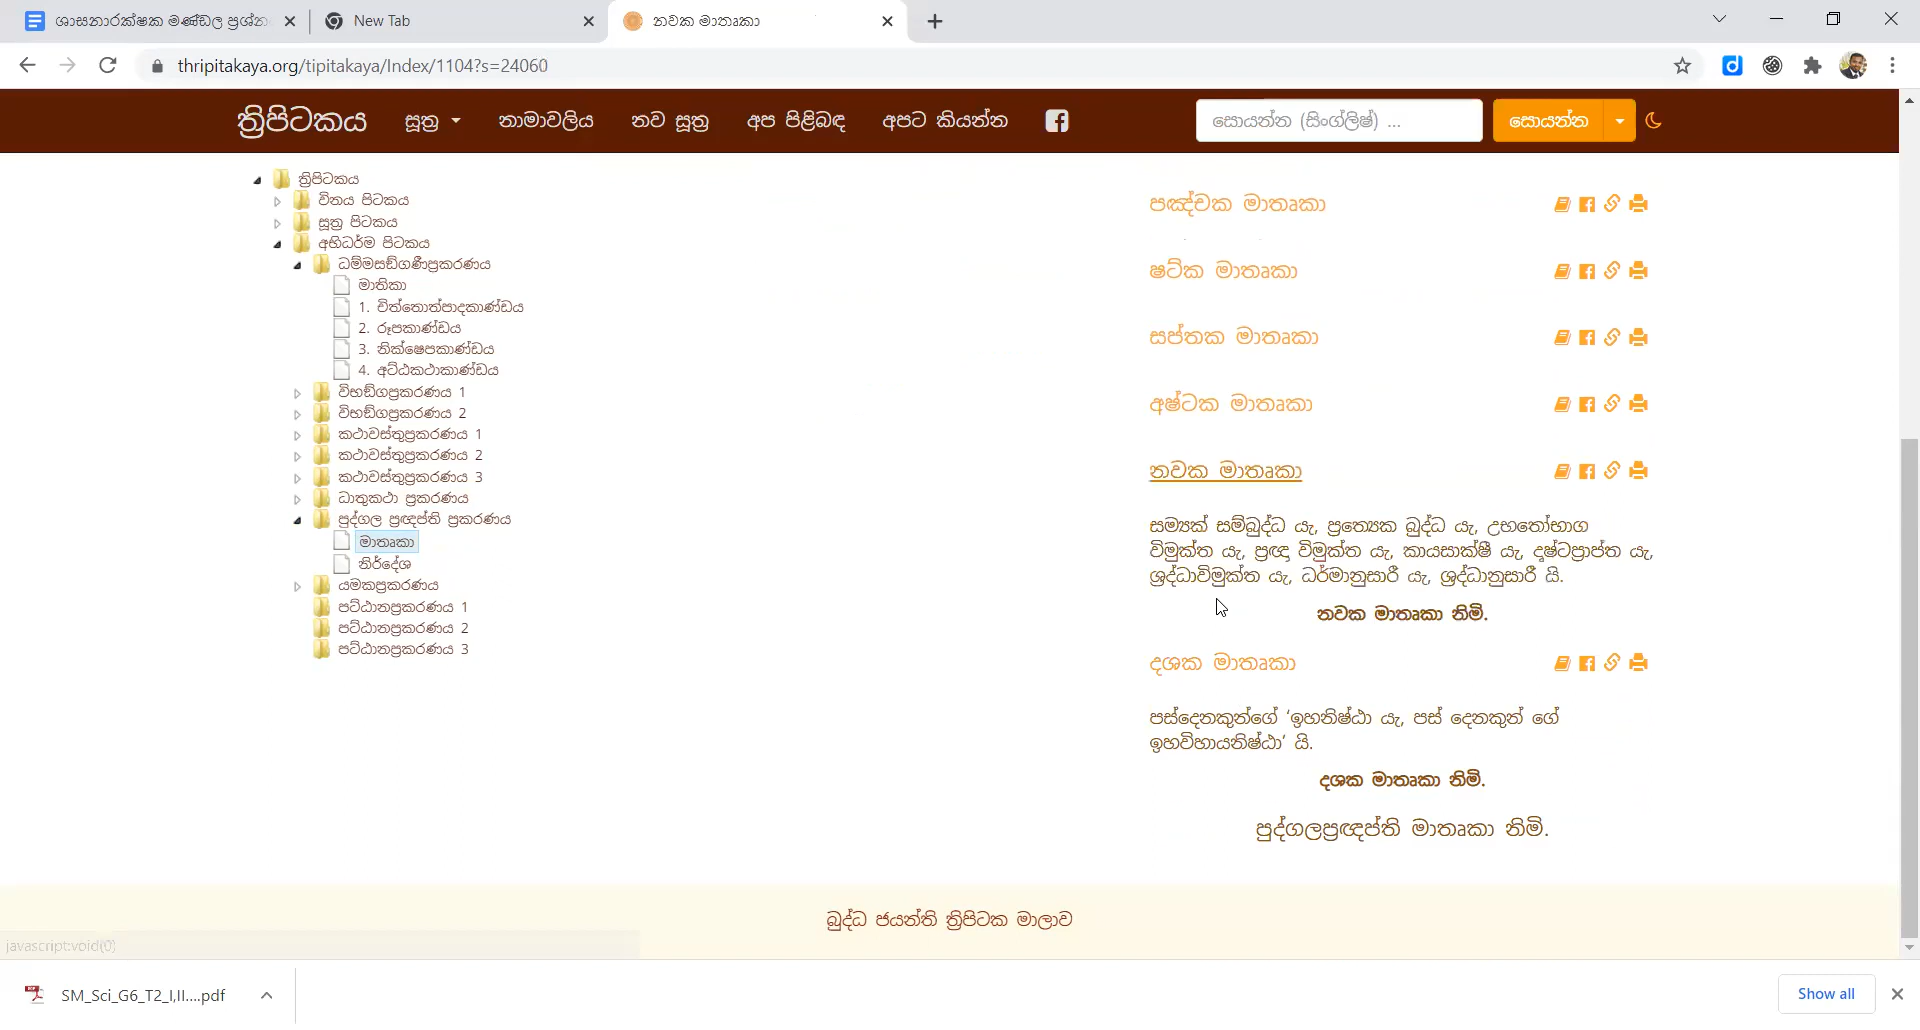 ශාසනාරක්ෂක මණ්ඩල ප්‍රශ්න
New Tab
නවක මාතෘකා
thripitakaya.org/tipitakaya/Index/1104?s=24060
ත්‍රිපිටකය
සූත්‍ර
නාමාවලිය
නව සූත්‍ර
අප පිළිබඳ
අපට කියන්න
සොයන්න (සිංග්ලිෂ්) ...
සොයන්න
ත්‍රිපිටකය
විනය පිටකය
සූත්‍ර පිටකය
අභිධර්ම පිටකය
ධම්මසඞ්ගණීප්‍රකරණය
මාතිකා
1. චිත්තොත්පාදකාණ්ඩය
2. රූපකාණ්ඩය
3. නික්ෂෙපකාණ්ඩය
4. අට්ඨකථාකාණ්ඩය
විභඞ්ගප්‍රකරණය 1
විභඞ්ගප්‍රකරණය 2
කථාවස්තුප්‍රකරණය 1
කථාවස්තුප්‍රකරණය 2
කථාවස්තුප්‍රකරණය 3
ධාතුකථා ප්‍රකරණය
පුද්ගල ප්‍රඥප්ති ප්‍රකරණය
මාතෘකා
නිර්දේශ
යමකප්‍රකරණය
පට්ඨානප්‍රකරණය 1
පට්ඨානප්‍රකරණය 2
පට්ඨානප්‍රකරණය 3
පඤ්චක මාතෘකා
ෂට්ක මාතෘකා
සප්තක මාතෘකා
අෂ්ටක මාතෘකා
නවක මාතෘකා
සම්‍යක් සම්බුද්ධ යැ, ප්‍රත්‍යෙක බුද්ධ යැ, උභතෝභාග
විමුක්ත යැ, ප්‍රඥා විමුක්ත යැ, කායසාක්ෂී යැ, දෘෂ්ටප්‍රාප්ත යැ,
ශ්‍රද්ධාවිමුක්ත යැ, ධර්මානුසාරී යැ, ශ්‍රද්ධානුසාරී යි.
නවක මාතෘකා නිමි.
දශක මාතෘකා
පස්දෙනකුන්ගේ ‘ඉහනිෂ්ඨා යැ, පස් දෙනකුන් ගේ
ඉහවිහායනිෂ්ඨා’ යි.
දශක මාතෘකා නිමි.
පුද්ගලප්‍රඥප්ති මාතෘකා නිමි.
බුද්ධ ජයන්ති ත්‍රිපිටක මාලාව
javascript:void(0)
SM_Sci_G6_T2_I,II....pdf
Show all